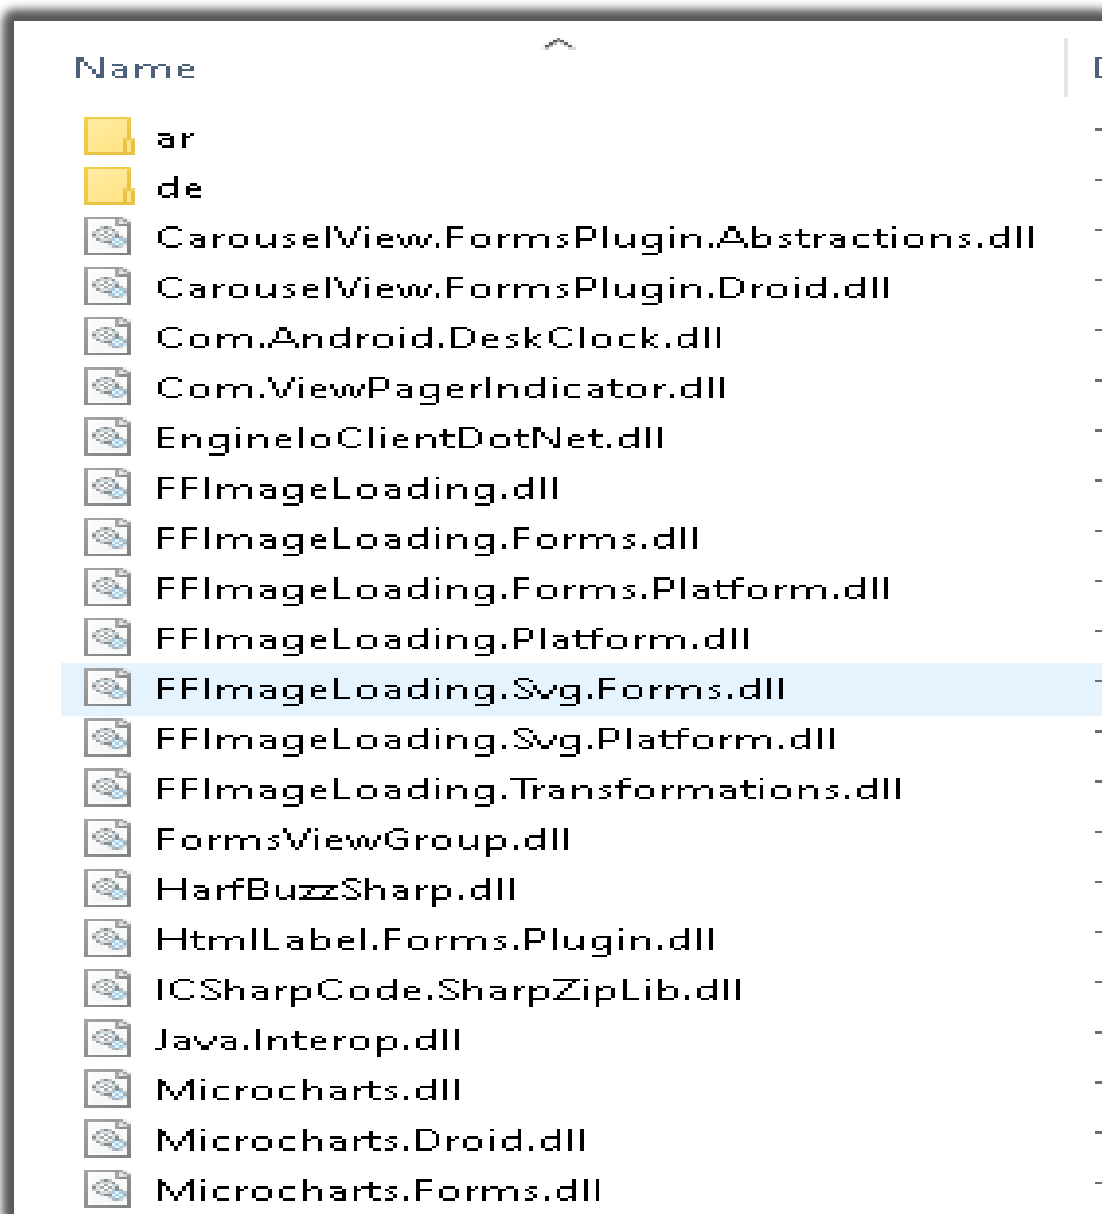 Name
ar
de
CarouselView.FormsPlugin.Abstractions.dll
CarouselView.FormsPlugin.Droid.dll
Com.Android.DeskClock.dll
Com.ViewPagerIndicator.dll
EngineIoClientDotNet.dll
FFImageLoading.dll
FFImageLoading.Forms.dll
FFImageLoading.Forms.Platform.dll
FFImageLoading.Platform.dll
FFImageLoading.Svg.Forms.dll
FFImageLoading.Svg.Platform.dll
FFImageLoading.Transformations.dll
FormsViewGroup.dll
HarfBuzzSharp.dll
HtmlLabel.Forms.Plugin.dll
ICSharpCode.SharpZipLib.dll
Java.Interop.dll
Microcharts.dll
Microcharts.Droid.dll
Microcharts.Forms.dll